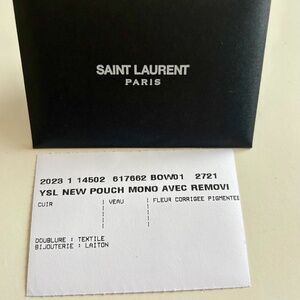 SAINT LAURENT
PARIS
2023 1 14502 617662 BOW01 2721
YSL NEW POUCH MONO AVEC REMOVI
CUIR | VEAU | FLEUR CORRIGEE PIGMENTEE
DOUBLURE : TEXTILE
BIJOUTERIE : LAITON